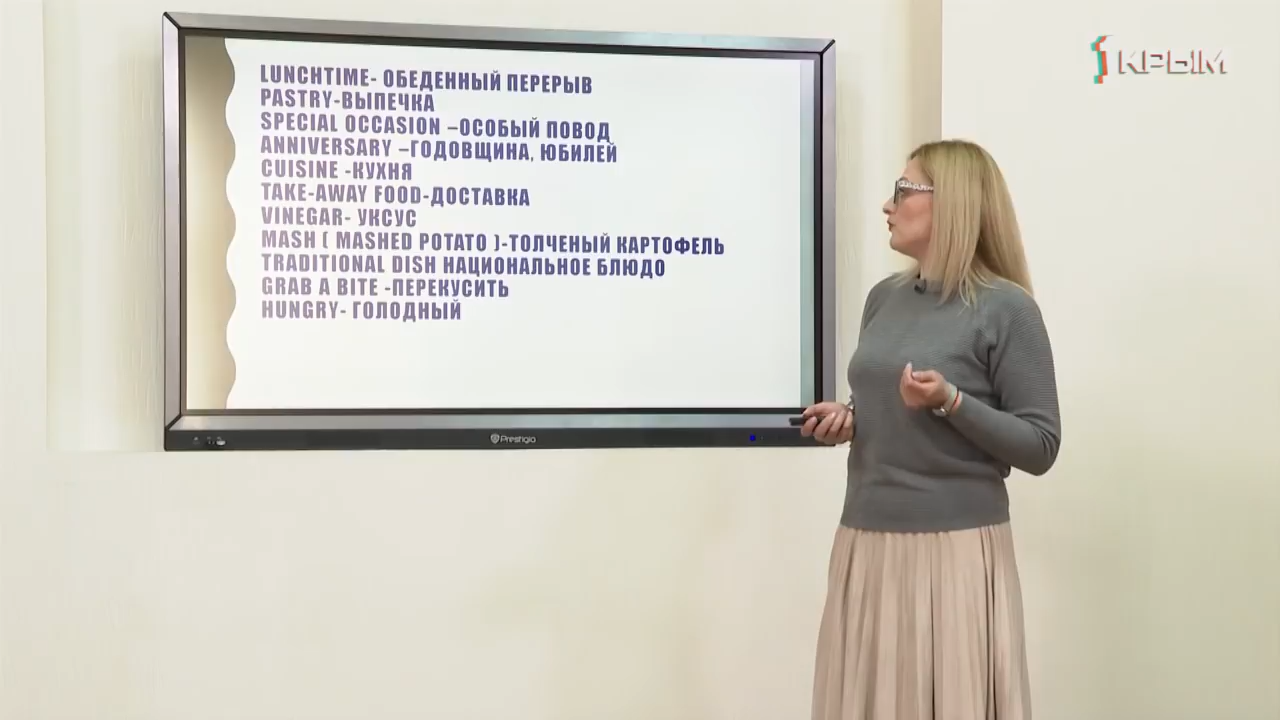 1 КРЫМ
LUNCHTIME- ОБЕДЕННЫЙ ПЕРЕРЫВ
PASTRY-ВЫПЕЧКА
SPECIAL OCCASION –ОСОБЫЙ ПОВОД
ANNIVERSARY –ГОДОВЩИНА, ЮБИЛЕЙ
CUISINE -КУХНЯ
TAKE-AWAY FOOD-ДОСТАВКА
VINEGAR- УКСУС
MASH ( MASHED POTATO )-ТОЛЧЕНЫЙ КАРТОФЕЛЬ
TRADITIONAL DISH НАЦИОНАЛЬНОЕ БЛЮДО
GRAB A BITE -ПЕРЕКУСИТЬ
HUNGRY- ГОЛОДНЫЙ
Prestigio